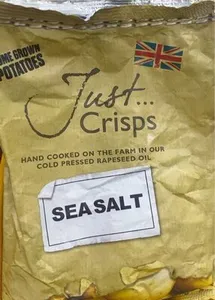 HOME GROWN
POTATOES
Just...
Crisps
HAND COOKED ON THE FARM IN OUR
COLD PRESSED RAPESEED OIL
SEA SALT